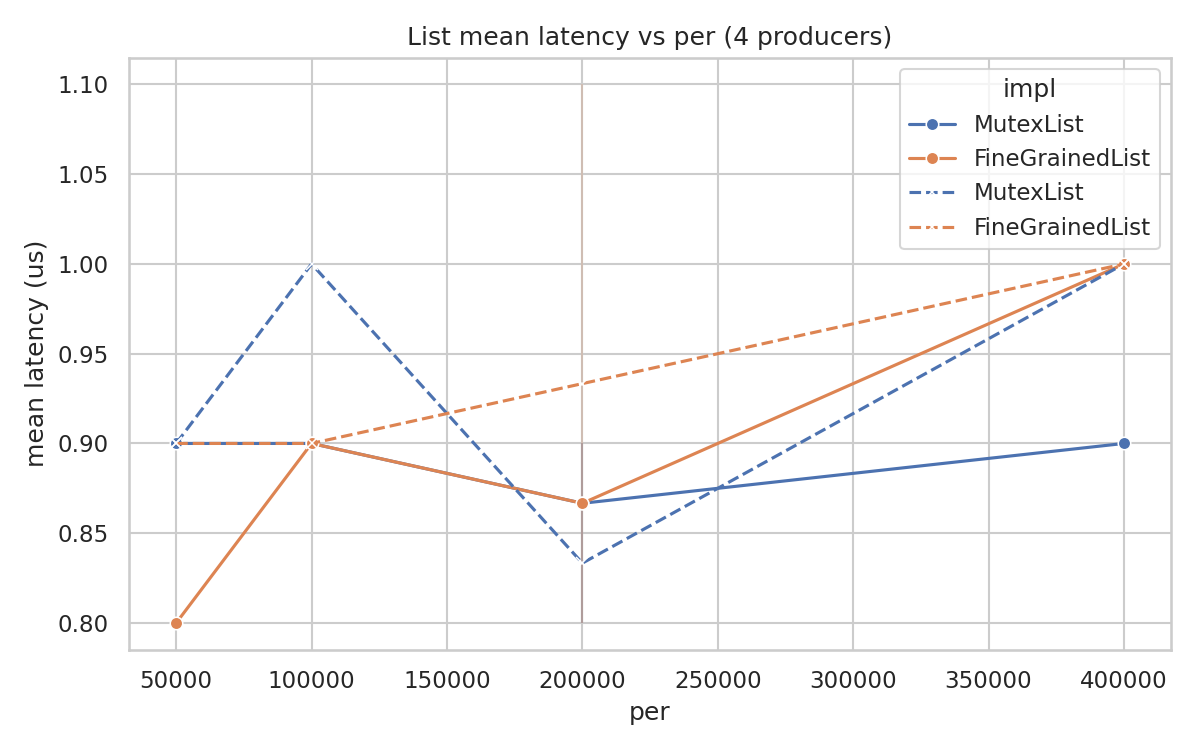 List mean latency vs per (4 producers)
impl
MutexList
FineGrainedList
MutexList
FineGrainedList
mean latency (us)
1.10
1.05
1.00
0.95
0.90
0.85
0.80
50000 100000 150000 200000 250000 300000 350000 400000
per